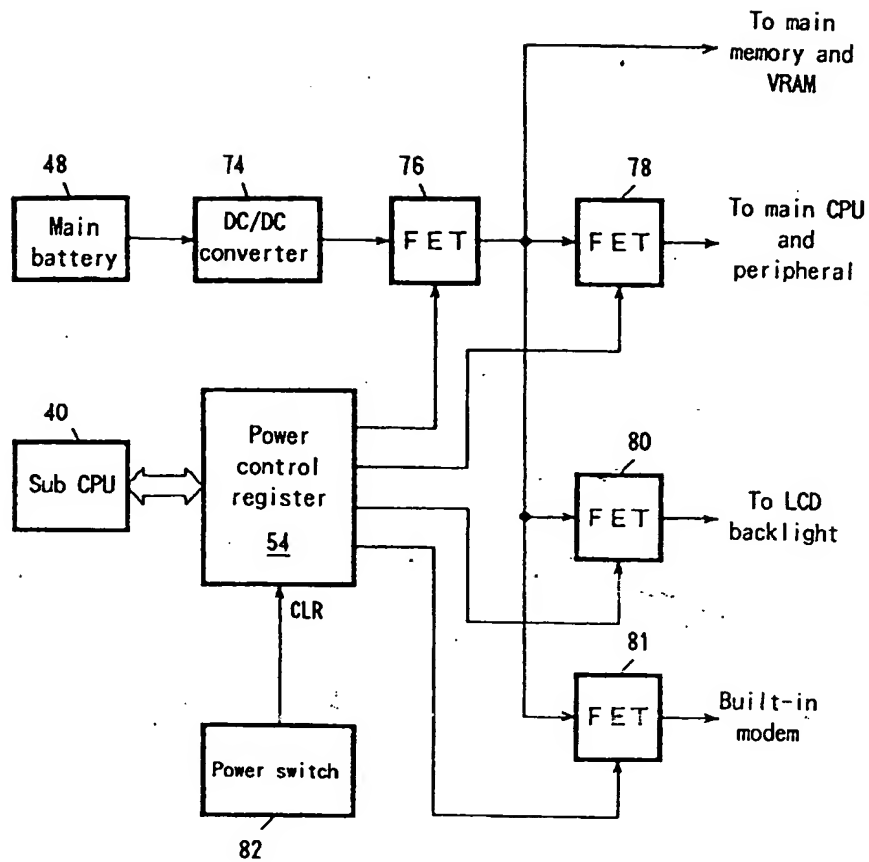 To main
memory and
VRAM
48
74
76
78
Main
battery
DC/DC
converter
FET
FET
To main CPU
and
peripheral
40
Sub CPU
Power
control
register
54
80
FET
To LCD
backlight
CLR
81
FET
Built-in
modem
Power switch
82